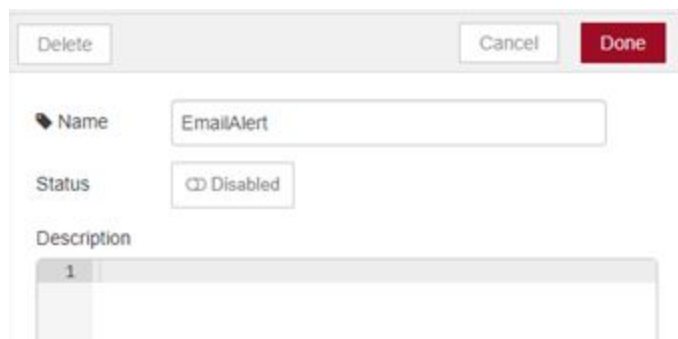 Delete Cancel Done
Name EmailAlert
Status Disabled
Description
1